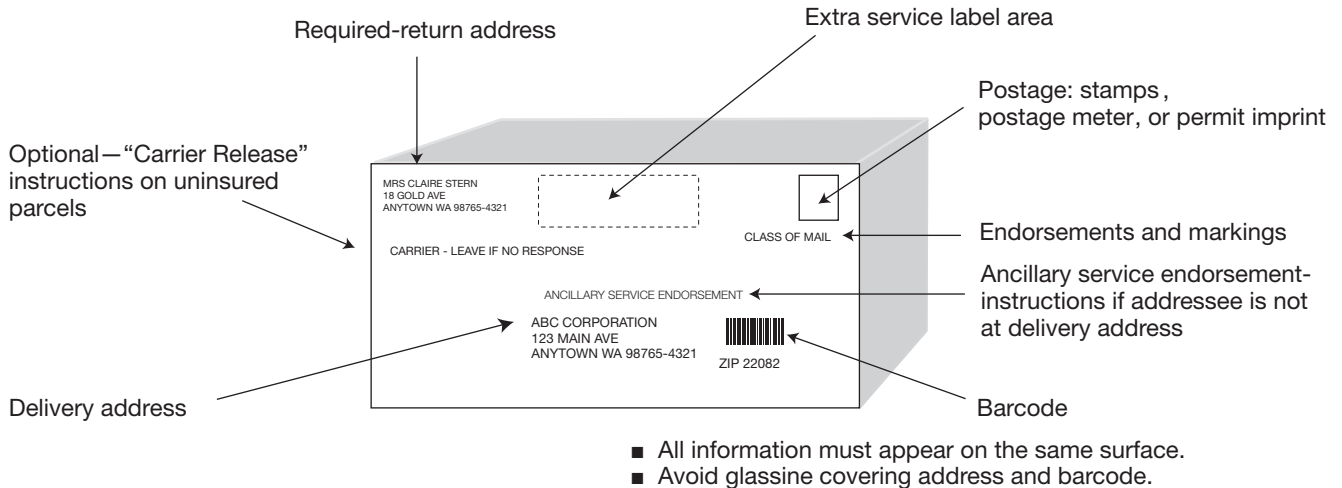 Extra service label area
Required-return address
Postage: stamps,
postage meter, or permit imprint
Optional—“Carrier Release”
instructions on uninsured
parcels
MRS CLAIRE STERN
18 GOLD AVE
ANYTOWN WA 98765-4321
CLASS OF MAIL
Endorsements and markings
CARRIER - LEAVE IF NO RESPONSE
Ancillary service endorsement-
instructions if addressee is not
at delivery address
ANCILLARY SERVICE ENDORSEMENT
ABC CORPORATION
123 MAIN AVE
ANYTOWN WA 98765-4321
ZIP 22082
Delivery address
Barcode
■ All information must appear on the same surface.
■ Avoid glassine covering address and barcode.